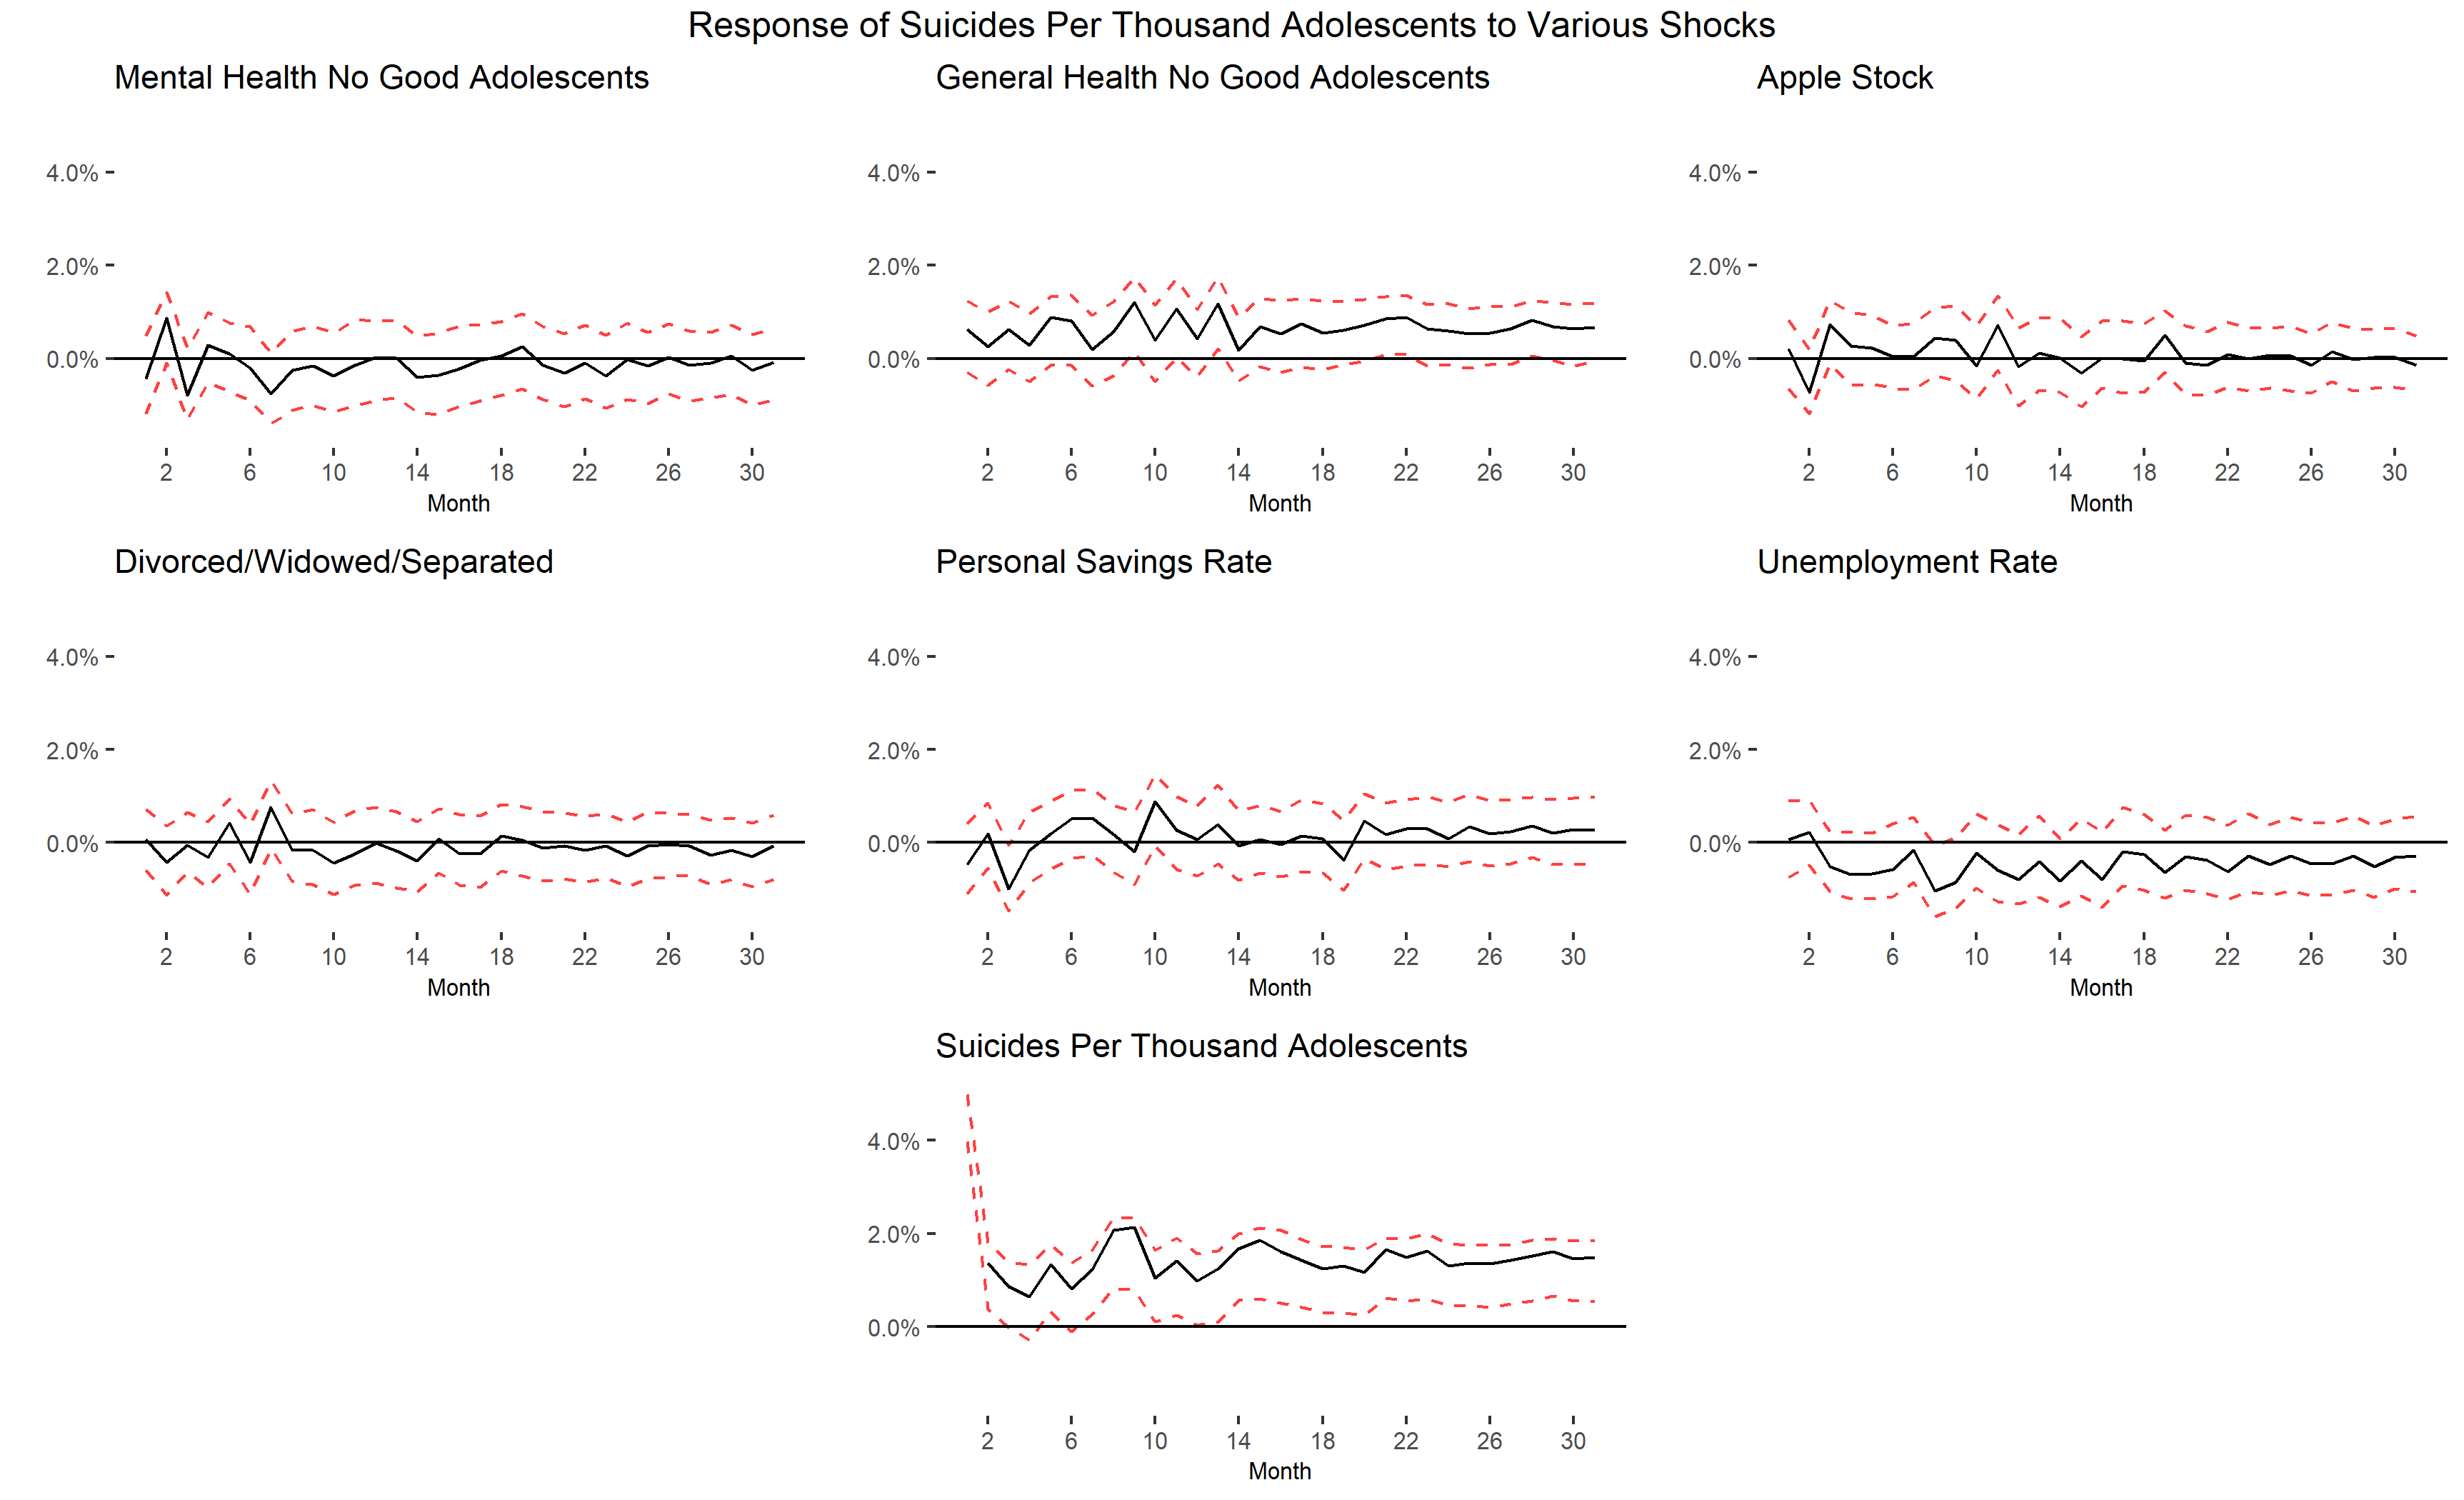 Response of Suicides Per Thousand Adolescents to Various Shocks
Mental Health No Good Adolescents
4.0%
2.0%
0.0%
2 6 10 14 18 22 26 30
Month
General Health No Good Adolescents
4.0%
2.0%
0.0%
2 6 10 14 18 22 26 30
Month
Apple Stock
4.0%
2.0%
0.0%
2 6 10 14 18 22 26 30
Month
Divorced/Widowed/Separated
4.0%
2.0%
0.0%
2 6 10 14 18 22 26 30
Month
Personal Savings Rate
4.0%
2.0%
0.0%
2 6 10 14 18 22 26 30
Month
Unemployment Rate
4.0%
2.0%
0.0%
2 6 10 14 18 22 26 30
Month
Suicides Per Thousand Adolescents
4.0%
2.0%
0.0%
2 6 10 14 18 22 26 30
Month